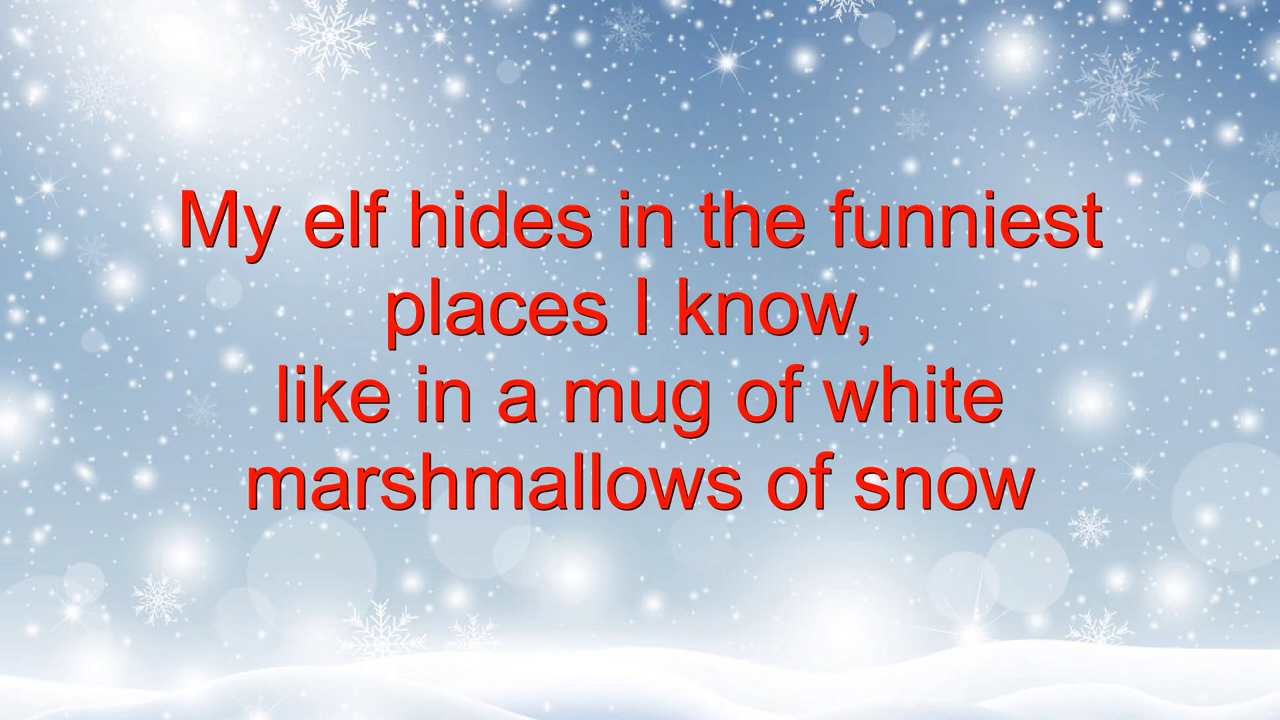 My elf hides in the funniest
places I know,
like in a mug of white
marshmallows of snow